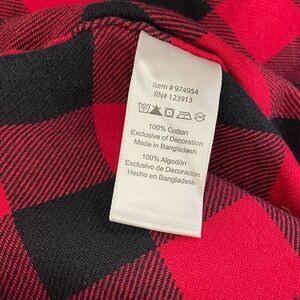 Item # 974954
RN# 123913
100% Cotton
Exclusive of Decoration
Made in Bangladesh
100% Algodón
Exclusivo de Decoración
Hecho en Bangladesh